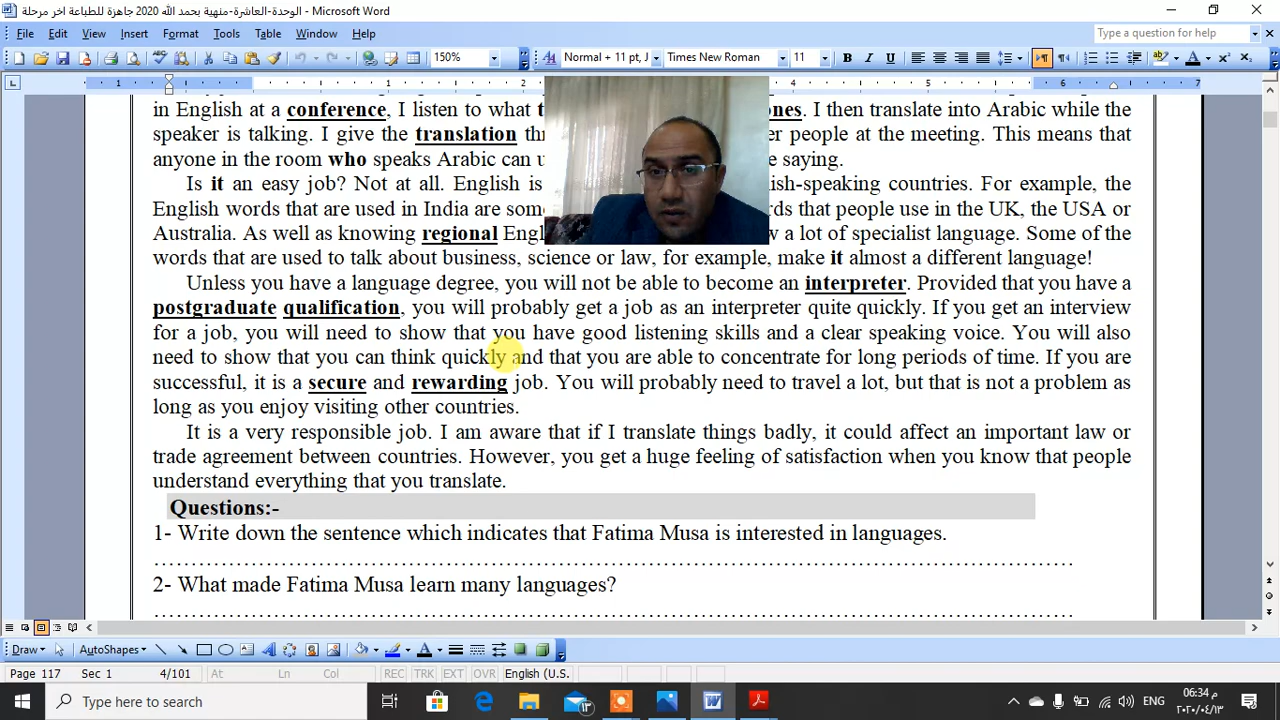 الوحدة-العاشرة-منهجية بحمد الله 2020 جاهزة للطباعة اخر مرحلة - Microsoft Word
File Edit View Insert Format Tools Table Window Help Type a question for help
150% Normal + 11 pt, J Times New Roman 11 B I U
1 1 2 4 5 6 7
in English at a conference, I listen to what ones. I then translate into Arabic while the
speaker is talking. I give the translation er people at the meeting. This means that
anyone in the room who speaks Arabic can e saying.
Is it an easy job? Not at all. English is ish-speaking countries. For example, the
English words that are used in India are som rds that people use in the UK, the USA or
Australia. As well as knowing regional Engl w a lot of specialist language. Some of the
words that are used to talk about business, science or law, for example, make it almost a different language!
Unless you have a language degree, you will not be able to become an interpreter. Provided that you have a
postgraduate qualification, you will probably get a job as an interpreter quite quickly. If you get an interview
for a job, you will need to show that you have good listening skills and a clear speaking voice. You will also
need to show that you can think quickly and that you are able to concentrate for long periods of time. If you are
successful, it is a secure and rewarding job. You will probably need to travel a lot, but that is not a problem as
long as you enjoy visiting other countries.
It is a very responsible job. I am aware that if I translate things badly, it could affect an important law or
trade agreement between countries. However, you get a huge feeling of satisfaction when you know that people
understand everything that you translate.
Questions:-
1- Write down the sentence which indicates that Fatima Musa is interested in languages.
2- What made Fatima Musa learn many languages?
Draw AutoShapes
Page 117 Sec 1 4/101 At Ln Col REC TRK EXT OVR English (U.S.
Type here to search ENG م 06:34
٢٠٢٠/٠٤/١٣